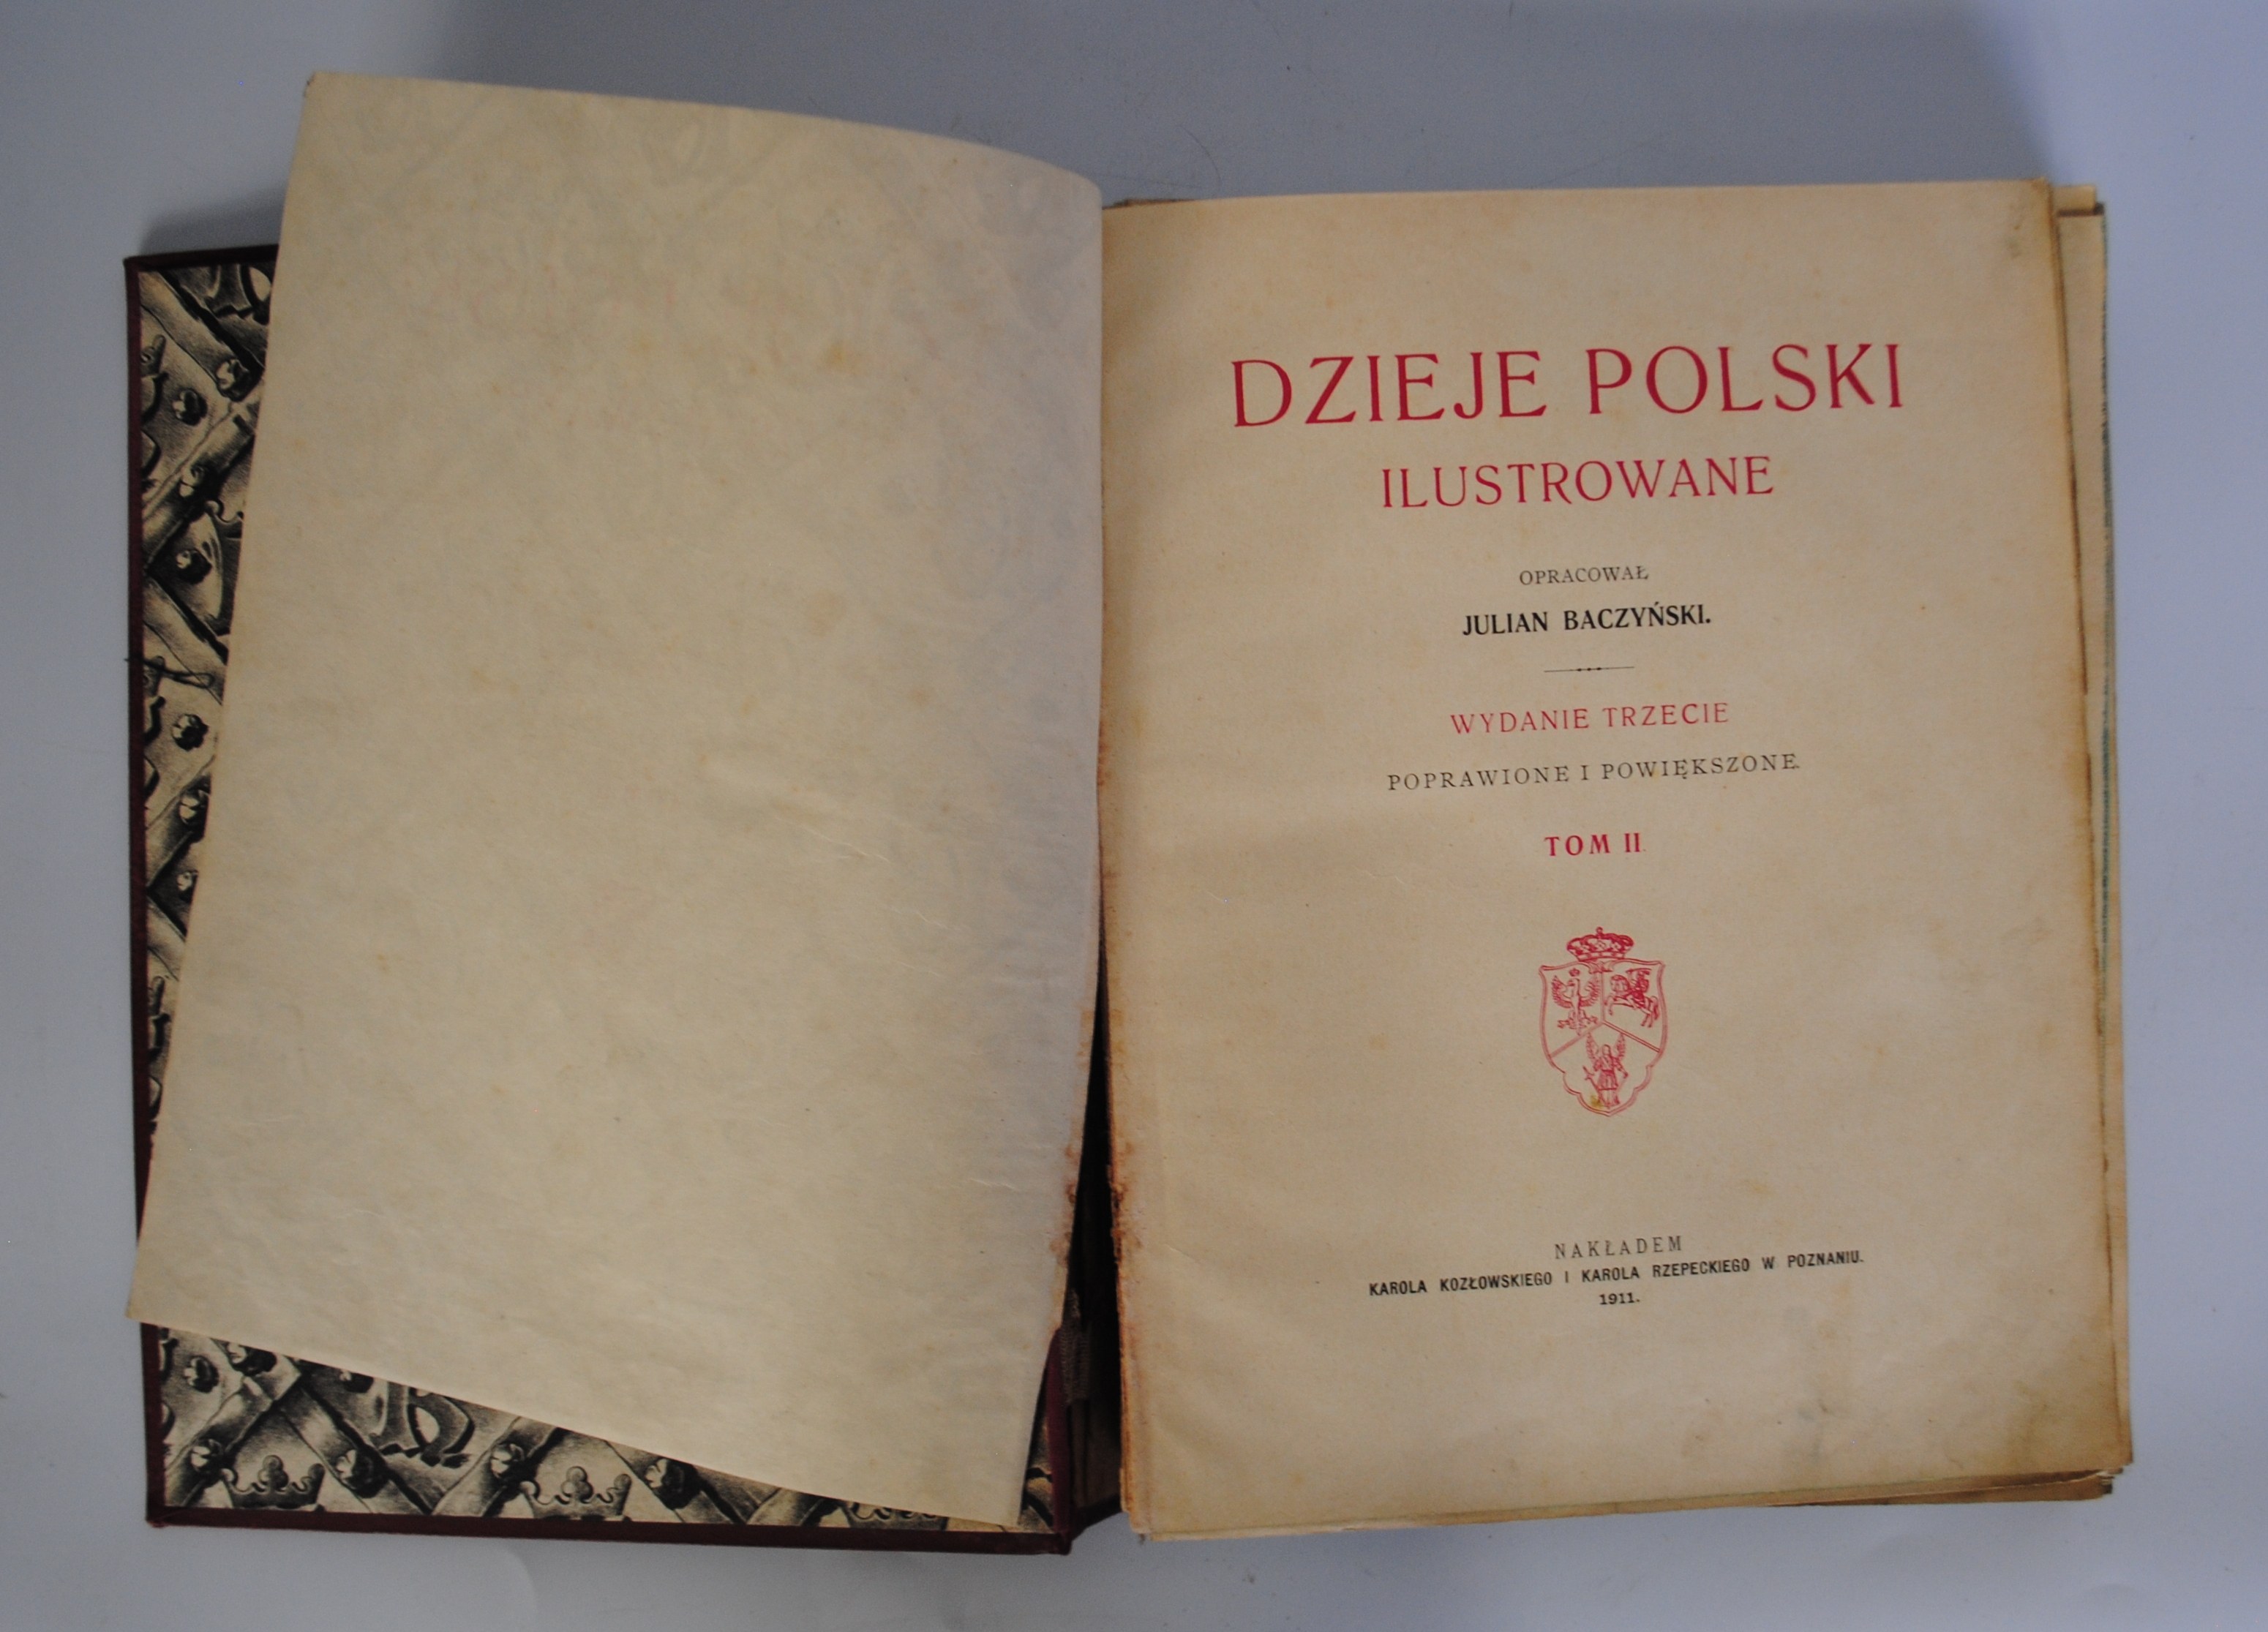 DZIEJE POLSKI
ILUSTROWANE
OPRACOWAŁ
JULIAN BACZYŃSKI.
WYDANIE TRZECIE
POPRAWIONE I POWIĘKSZONE.
TOM II.
NAKŁADEM
KAROLA KOZŁOWSKIEGO I KAROLA RZEPECKIEGO W POZNANIU.
1911.